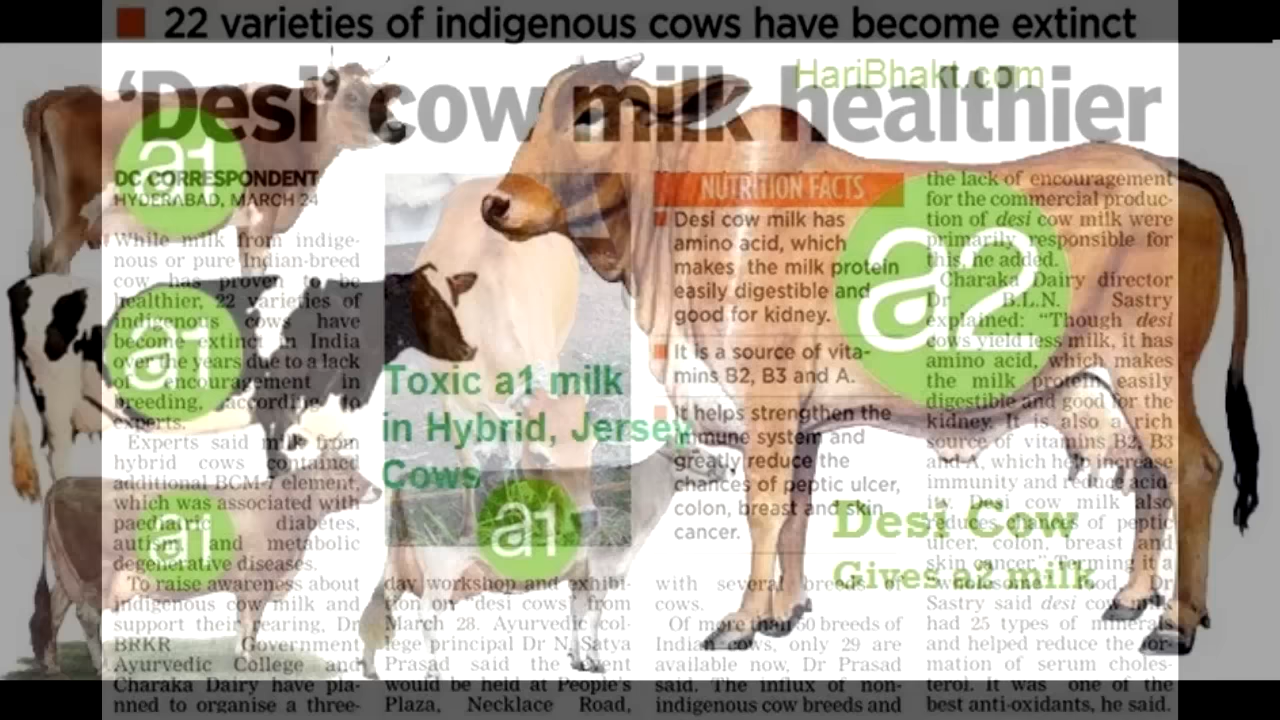 22 varieties of indigenous cows have become extinct
HariBhakt.com
'Desi' cow milk healthier
a1
DC CORRESPONDENT
HYDERABAD, MARCH 24
While milk from indige-
nous or pure Indian-breed
cow has proven to be
healthier, 22 varieties of
indigenous cows have
become extinct in India
over the years due to a lack
of encouragement in
breeding, according to
experts.
Experts said milk from
hybrid cows contained
additional BCM-7 element,
which was associated with
paediatric diabetes,
autism and metabolic
degenerative diseases.
To raise awareness about
indigenous cow milk and
support their rearing, Dr
BRKR Government
Ayurvedic College and
Charaka Dairy have pla-
nned to organise a three-
a1
a1
Toxic a1 milk
in Hybrid, Jersey
Cows
a1
day workshop and exhibi-
tion on "desi cows" from
March 28. Ayurvedic col-
lege principal Dr N. Satya
Prasad said the event
would be held at People's
Plaza, Necklace Road,
NUTRITION FACTS
Desi cow milk has
amino acid, which
makes the milk protein
easily digestible and
good for kidney.
It is a source of vita-
mins B2, B3 and A.
It helps strengthen the
immune system and
greatly reduce the
chances of peptic ulcer,
colon, breast and skin
cancer.
with several breeds of
cows.
Of more than 60 breeds of
Indian cows, only 29 are
available now, Dr Prasad
said. The influx of non-
indigenous cow breeds and
a2
the lack of encouragement
for the commercial produc-
tion of desi cow milk were
primarily responsible for
this, he added.
Charaka Dairy director
Dr B.L.N. Sastry
explained: "Though desi
cows yield less milk, it has
amino acid, which makes
the milk protein easily
digestible and good for the
kidney. It is also a rich
source of vitamins B2, B3
and A, which help increase
immunity and reduce acid-
ity. Desi cow milk also
reduces chances of peptic
ulcer, colon, breast and
skin cancer." Terming it a
Dr
Sastry said desi cow milk
had 25 types of minerals
and helped reduce the for-
mation of serum choles-
terol. It was one of the
best anti-oxidants, he said.
Desi Cow
Gives a2 milk